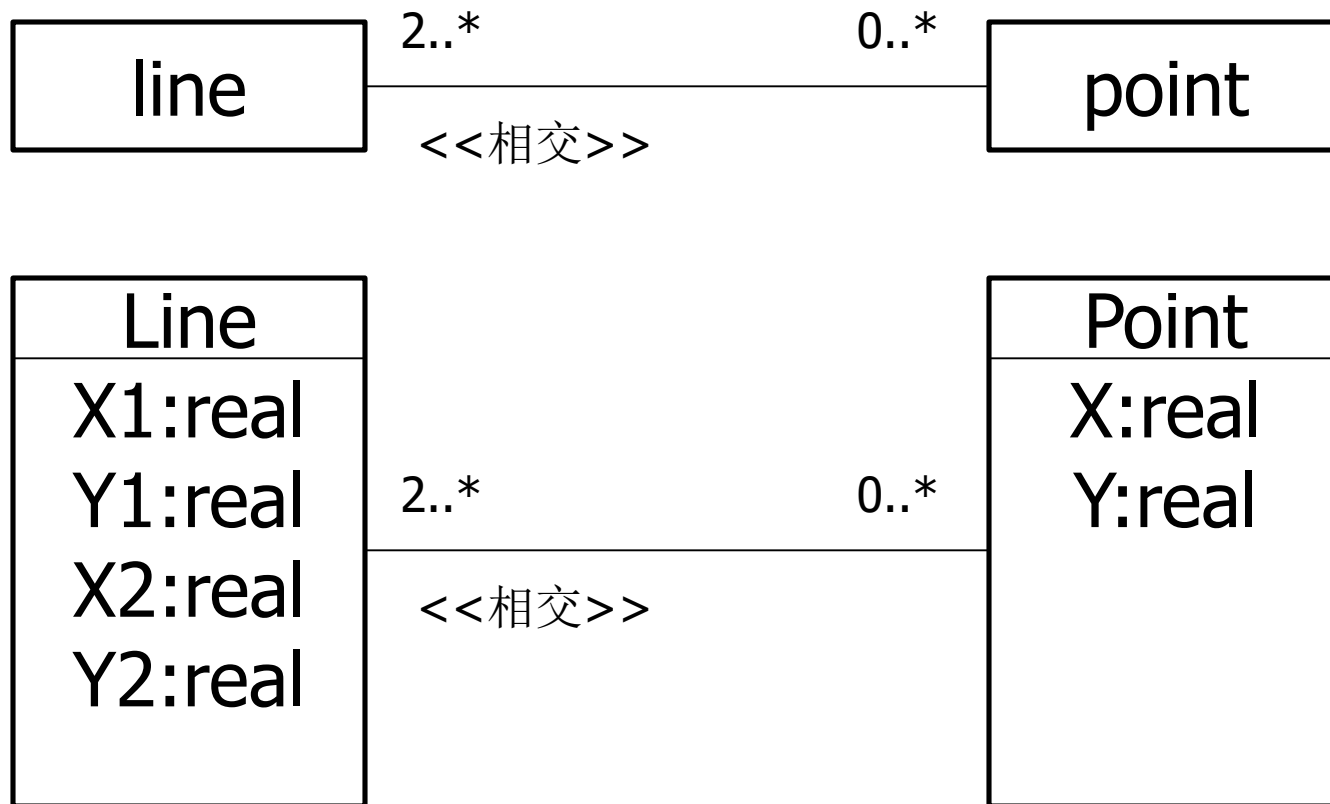 2..* 0..*
line point
<<相交>>
Line Point
X1:real X:real
Y1:real 2..* 0..* Y:real
X2:real <<相交>>
Y2:real